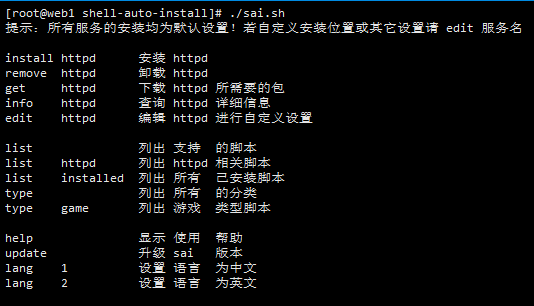 [root@web1 shell-auto-install]# ./sai.sh
提示: 所有服务的安装均为默认设置! 若自定义安装位置或其它设置请 edit 服务名
install httpd 安装 httpd
remove httpd 卸载 httpd
get httpd 下载 httpd 所需要的包
info httpd 查询 httpd 详细信息
edit httpd 编辑 httpd 进行自定义设置
list 列出 支持 的脚本
list httpd 列出 httpd 相关脚本
list installed 列出 所有 已安装脚本
type 列出 所有 的分类
type game 列出 游戏 类型脚本
help 显示 使用 帮助
update 升级 sai 版本
lang 1 设置 语言 为中文
lang 2 设置 语言 为英文